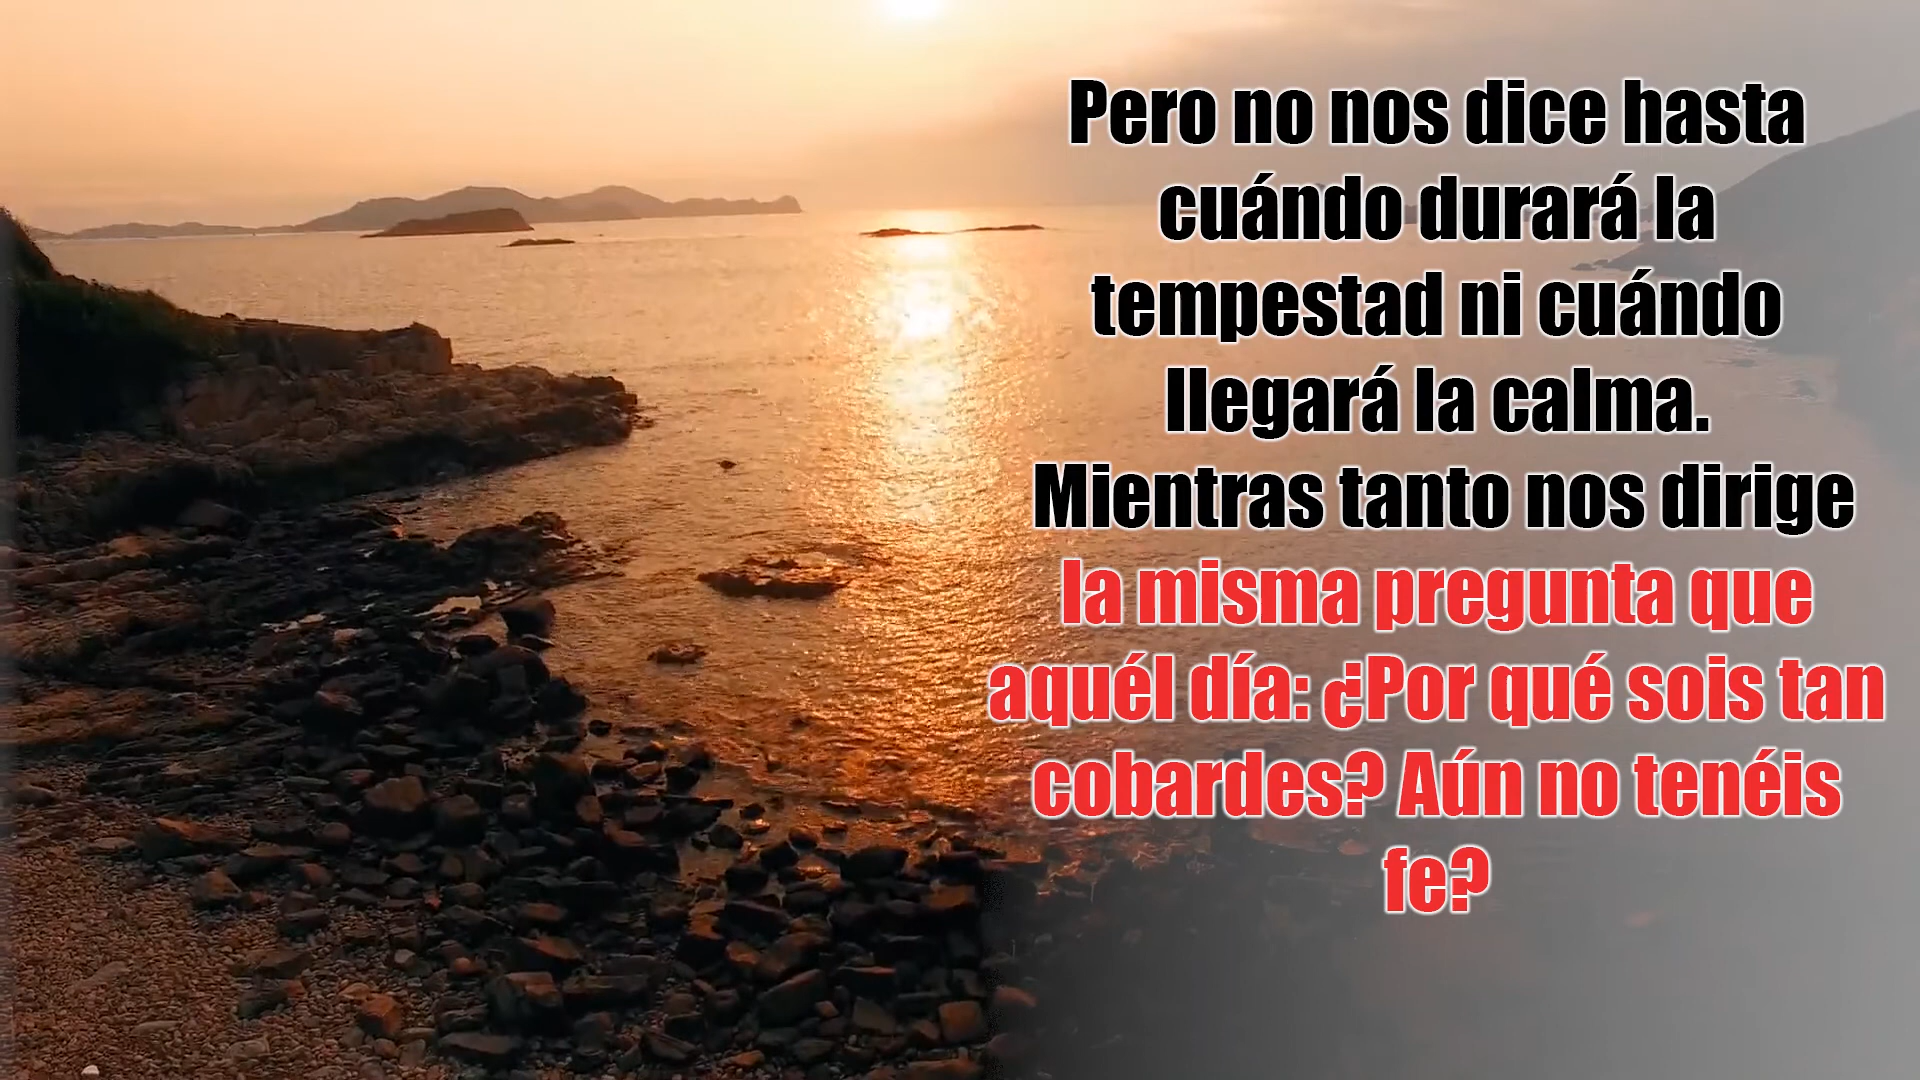 Pero no nos dice hasta
cuándo durará la
tempestad ni cuándo
llegará la calma.
Mientras tanto nos dirige
la misma pregunta que
aquél día: ¿Por qué sois tan
cobardes? Aún no tenéis
fe?